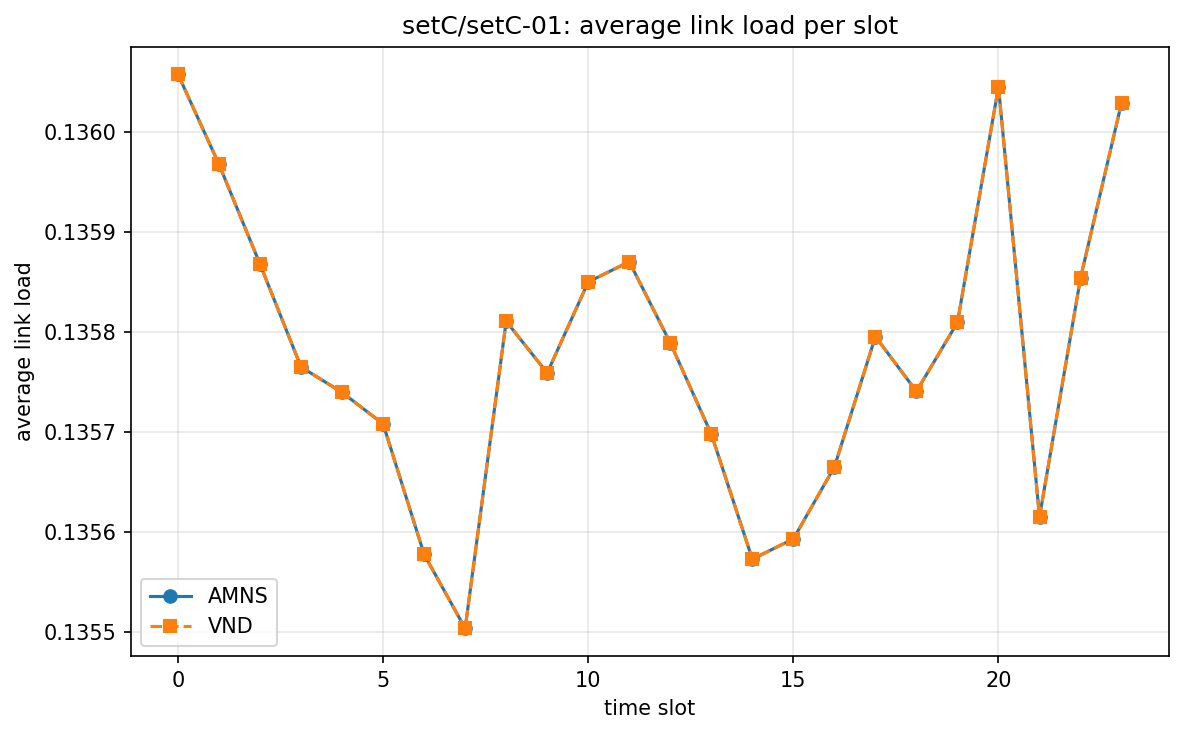 setC/setC-01: average link load per slot
average link load
0.1360
0.1359
0.1358
0.1357
0.1356
0.1355
AMNS
VND
0 5 10 15 20
time slot